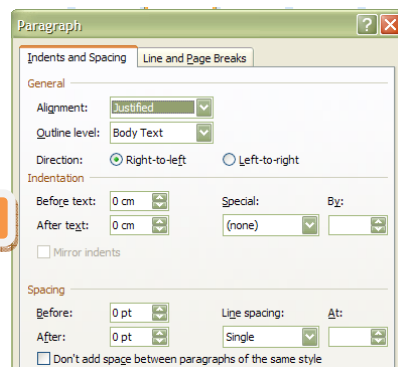 Paragraph
Indents and Spacing Line and Page Breaks
General
Alignment: Justified
Outline level: Body Text
Direction: Right-to-left Left-to-right
Indentation
Before text: 0 cm Special: By:
After text: 0 cm (none)
Mirror indents
Spacing
Before: 0 pt Line spacing: At:
After: 0 pt Single
Don't add space between paragraphs of the same style